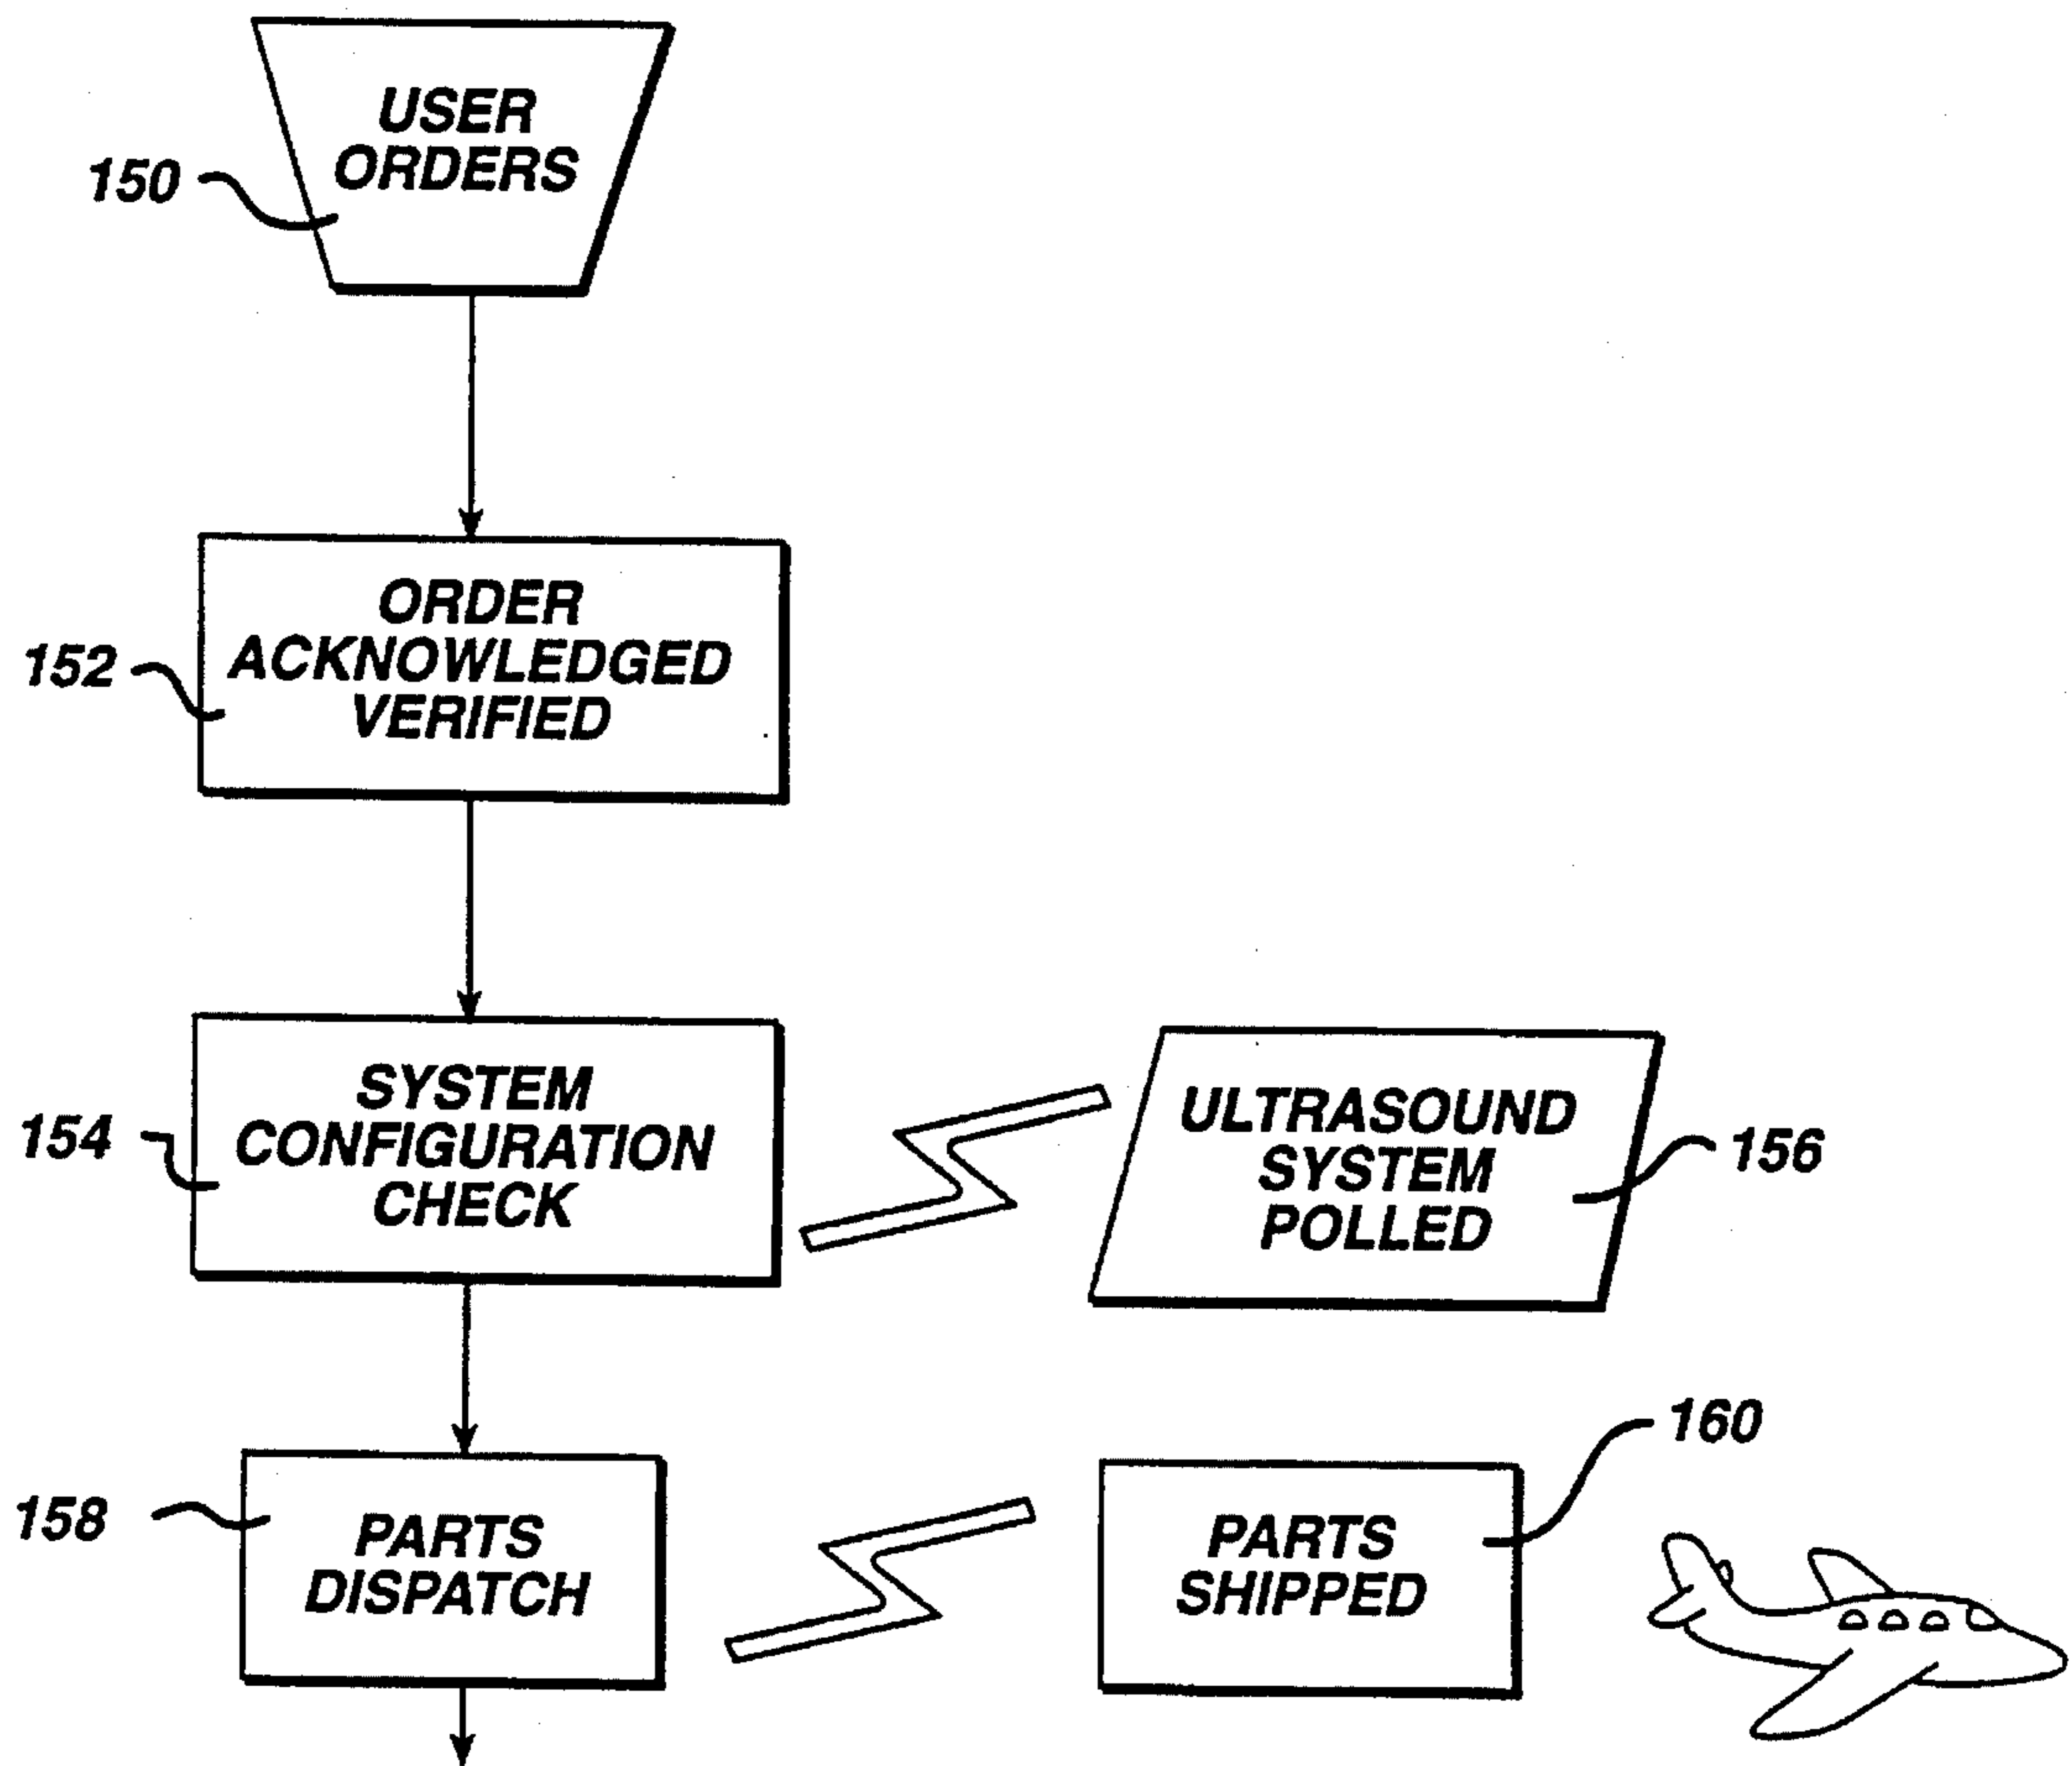 USER
ORDERS
150
ORDER
ACKNOWLEDGED
VERIFIED
152
SYSTEM
CONFIGURATION
CHECK
154
ULTRASOUND
SYSTEM
POLLED
156
PARTS
DISPATCH
158
PARTS
SHIPPED
160